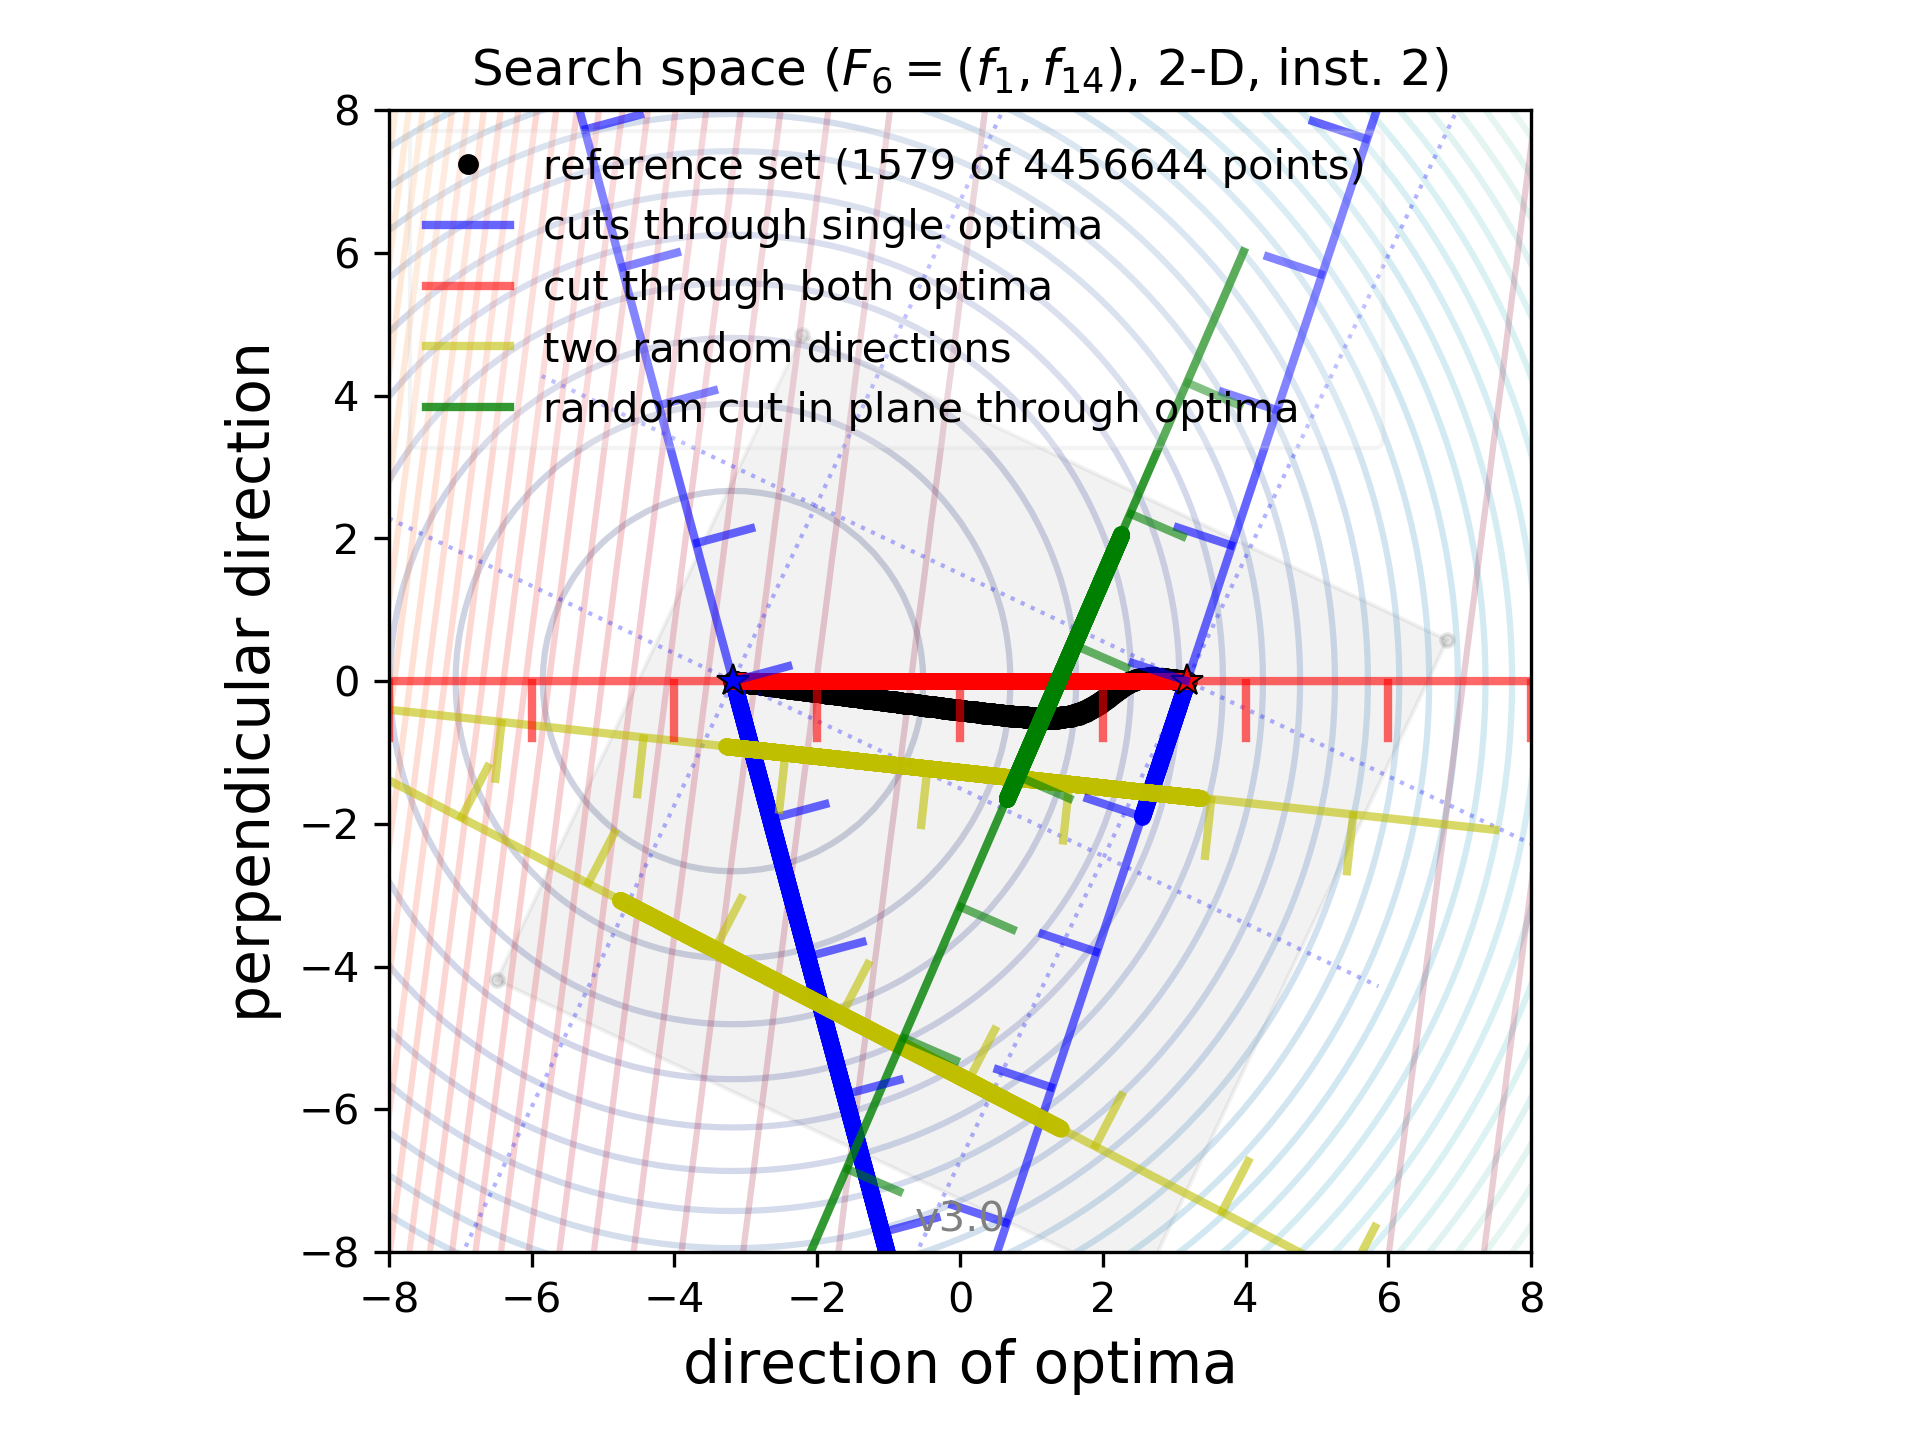 Search space (F₆ = (f₁, f₁₄), 2-D, inst. 2)
reference set (1579 of 4456644 points)
cuts through single optima
cut through both optima
two random directions
random cut in plane through optima
perpendicular direction
8
6
4
2
0
−2
−4
−6
−8
v3.0
−8 −6 −4 −2 0 2 4 6 8
direction of optima